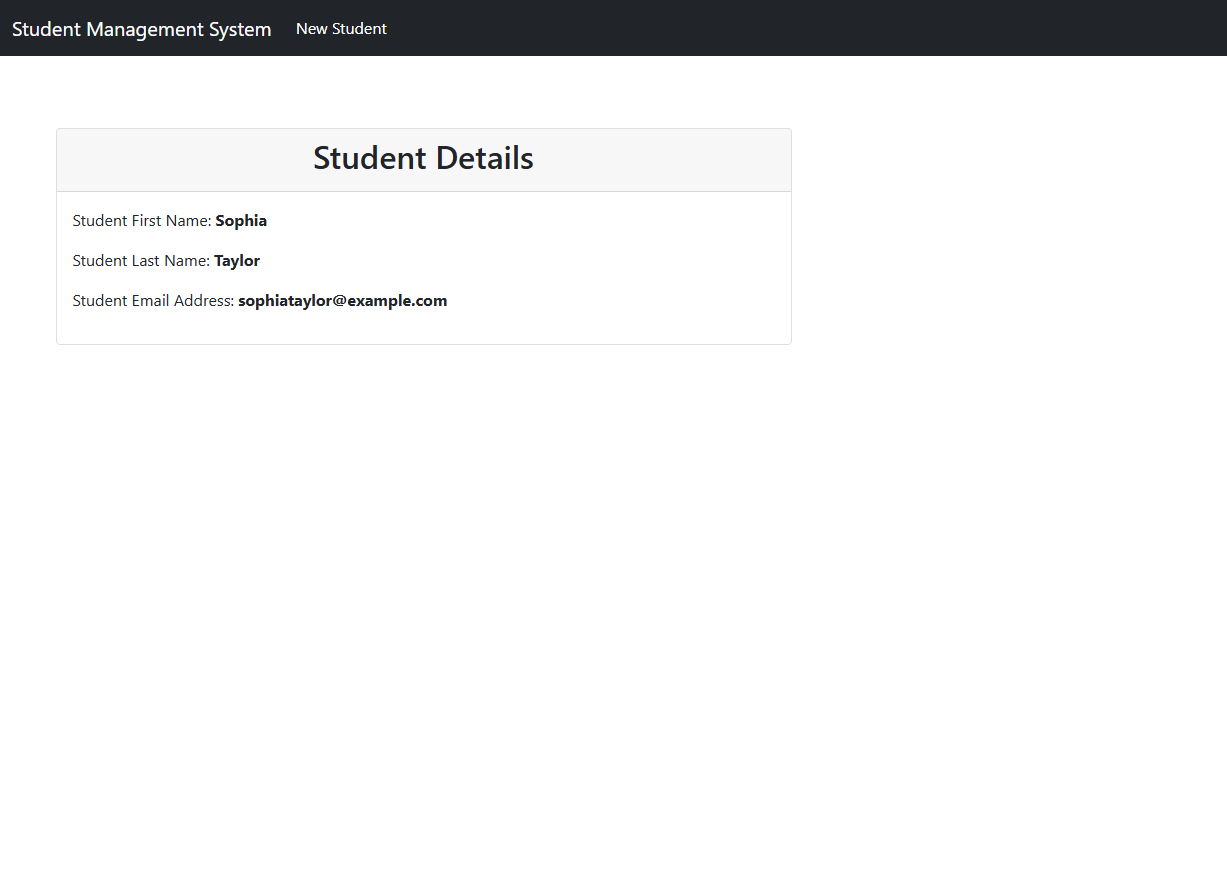 Student Management System New Student
Student Details
Student First Name: Sophia
Student Last Name: Taylor
Student Email Address: sophiataylor@example.com